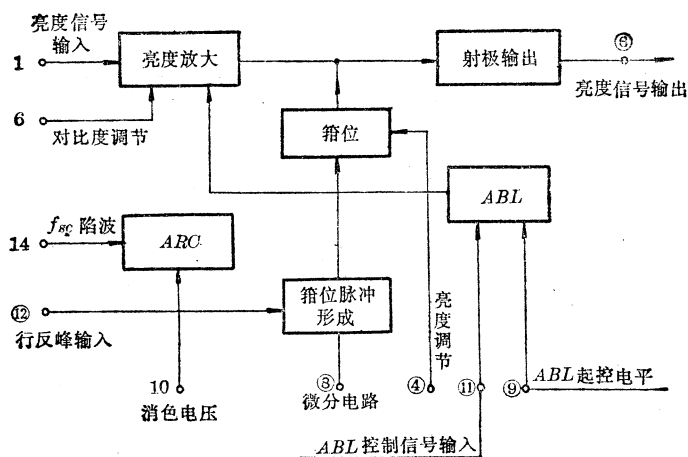 亮度信号
输入
1
亮度放大
射极输出
⑥
亮度信号输出
6
对比度调节
箝位
ABL
14
fsc 陷波
ARC
⑫
行反峰输入
箝位脉冲
形成
亮度调节
10
消色电压
③
微分电路
④
⑪
⑨
ABL 起控电平
ABL控制信号输入